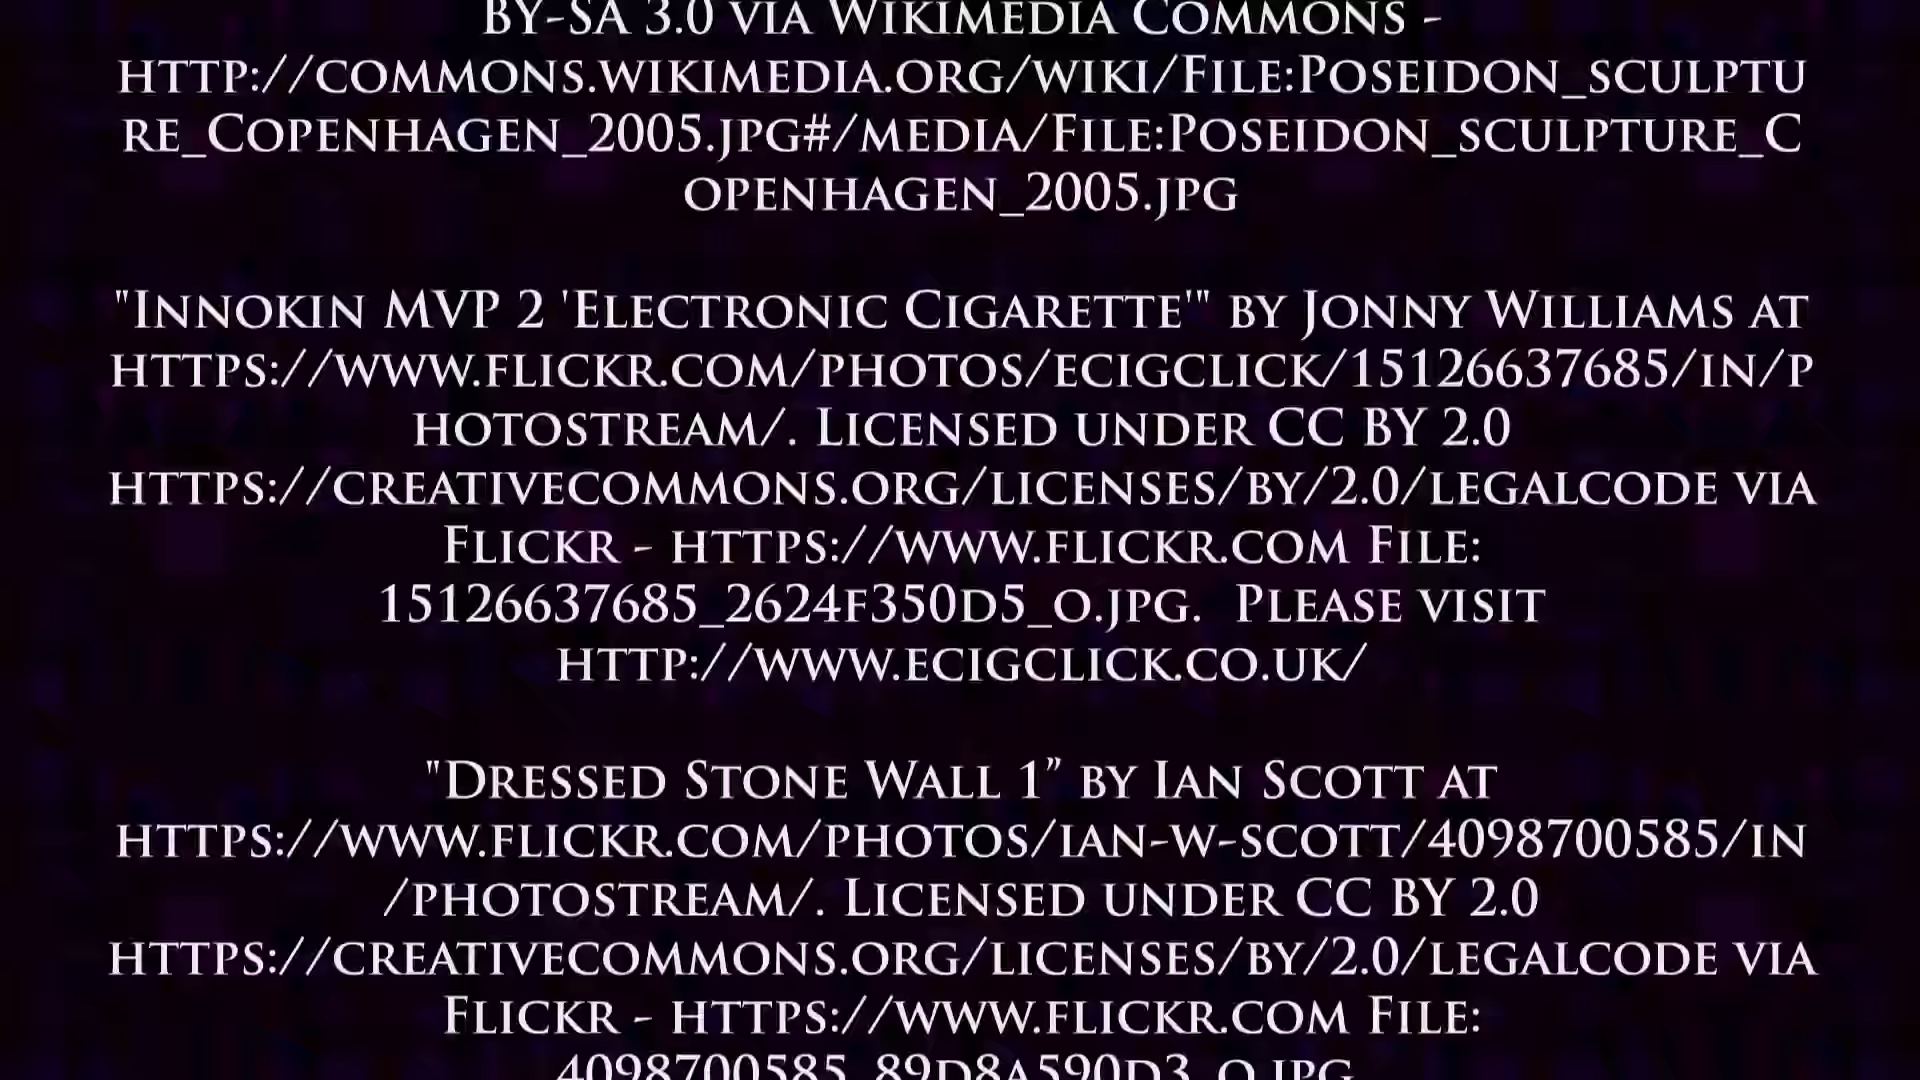 BY-SA 3.0 via Wikimedia Commons -
http://commons.wikimedia.org/wiki/File:Poseidon_sculptu
re_Copenhagen_2005.jpg#/media/File:Poseidon_sculpture_C
openhagen_2005.jpg
"Innokin MVP 2 'Electronic Cigarette'" by Jonny Williams at
https://www.flickr.com/photos/ecigclick/15126637685/in/p
hotostream/. Licensed under CC BY 2.0
https://creativecommons.org/licenses/by/2.0/legalcode via
Flickr - https://www.flickr.com File:
15126637685_2624f350d5_o.jpg.  Please visit
http://www.ecigclick.co.uk/
"Dressed Stone Wall 1” by Ian Scott at
https://www.flickr.com/photos/ian-w-scott/4098700585/in
/photostream/. Licensed under CC BY 2.0
https://creativecommons.org/licenses/by/2.0/legalcode via
Flickr - https://www.flickr.com File:
4098700585_89d8a590d3_o.jpg